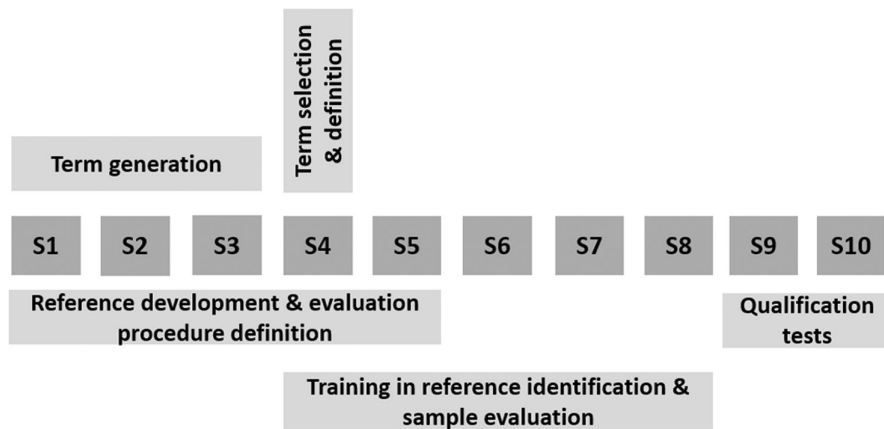 Term selection
& definition
Term generation
S1 S2 S3 S4 S5 S6 S7 S8 S9 S10
Reference development & evaluation
procedure definition
Qualification
tests
Training in reference identification &
sample evaluation